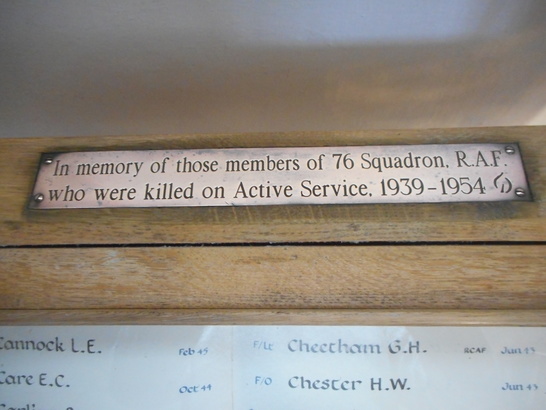 In memory of those members of 76 Squadron, R.A.F.
who were killed on Active Service, 1939-1954
Cannock L.E. Feb 45
Care E.C. Oct 44
F/Lt Cheetham G.H. RCAF Jun 43
F/O Chester H.W. Jun 43